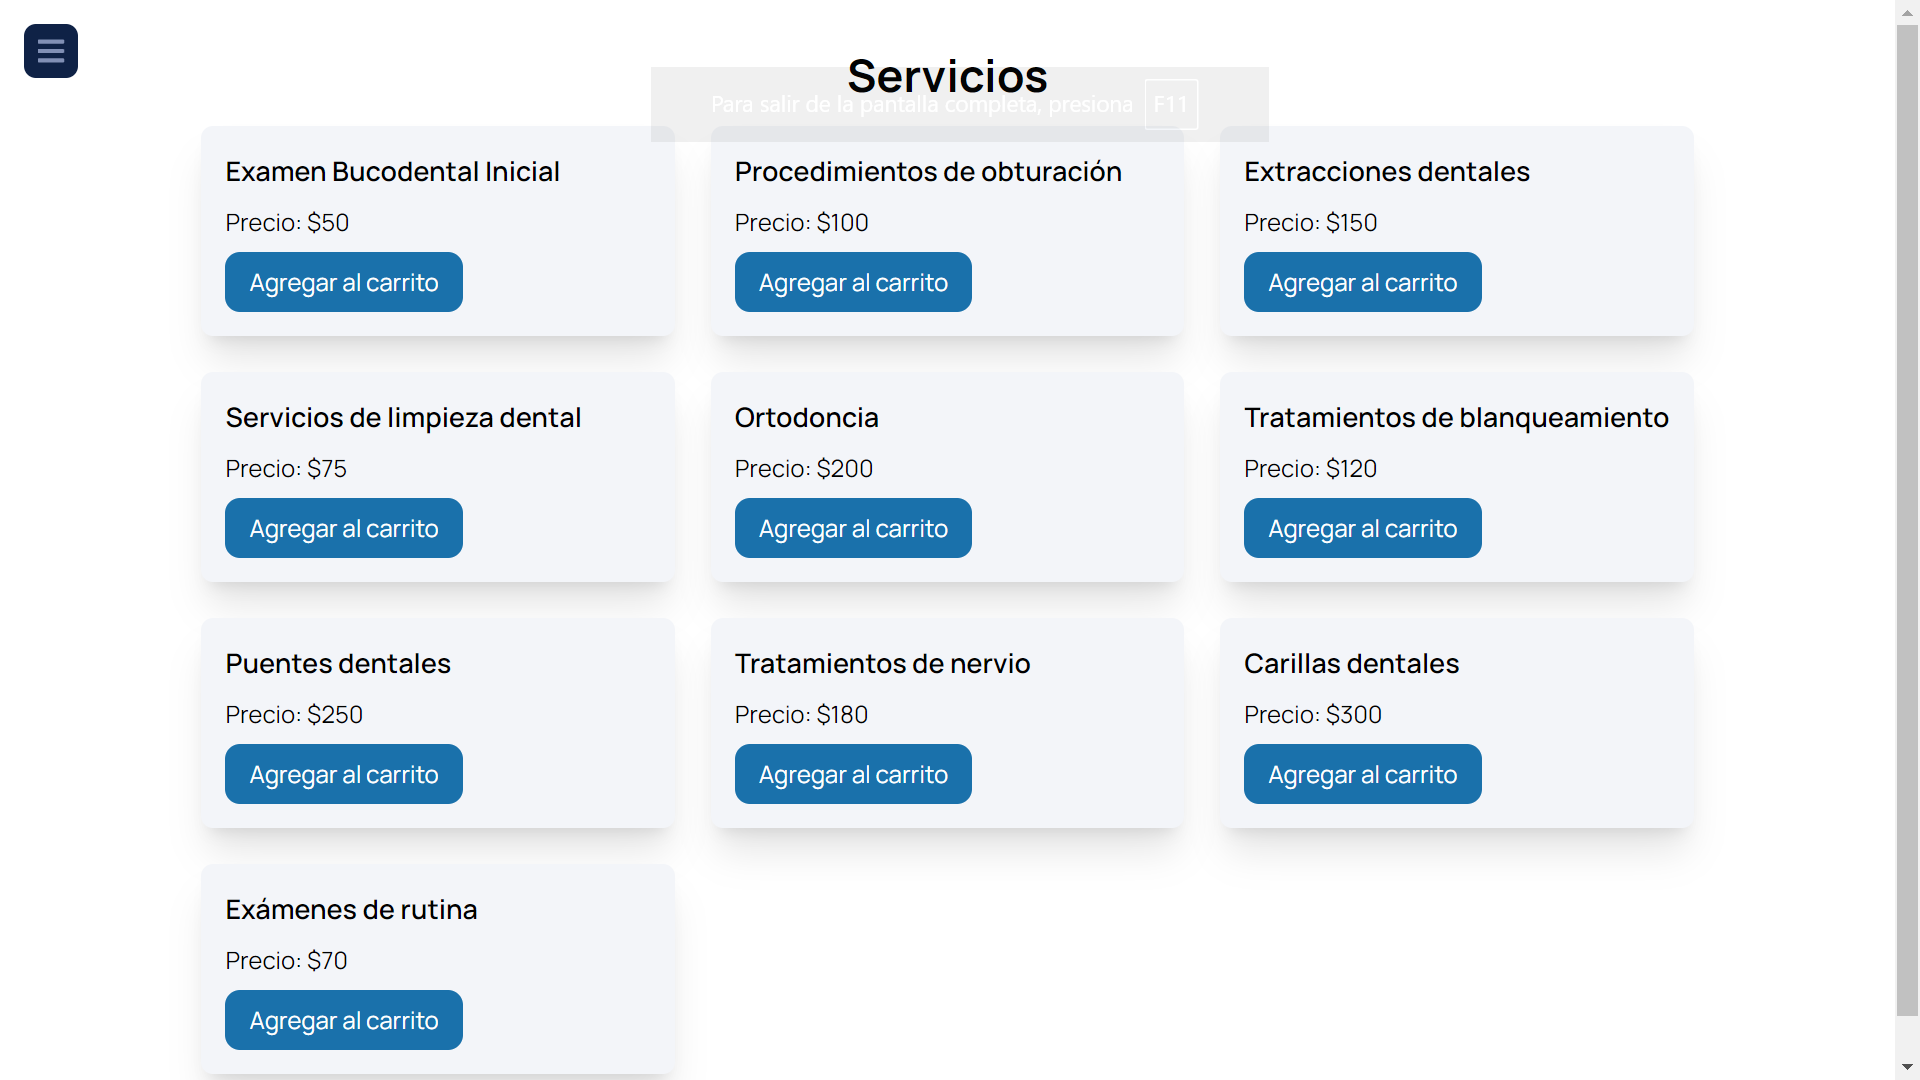 Servicios
Para salir de la pantalla completa, presiona F11
Examen Bucodental Inicial
Precio: $50
Agregar al carrito
Procedimientos de obturación
Precio: $100
Agregar al carrito
Extracciones dentales
Precio: $150
Agregar al carrito
Servicios de limpieza dental
Precio: $75
Agregar al carrito
Ortodoncia
Precio: $200
Agregar al carrito
Tratamientos de blanqueamiento
Precio: $120
Agregar al carrito
Puentes dentales
Precio: $250
Agregar al carrito
Tratamientos de nervio
Precio: $180
Agregar al carrito
Carillas dentales
Precio: $300
Agregar al carrito
Exámenes de rutina
Precio: $70
Agregar al carrito